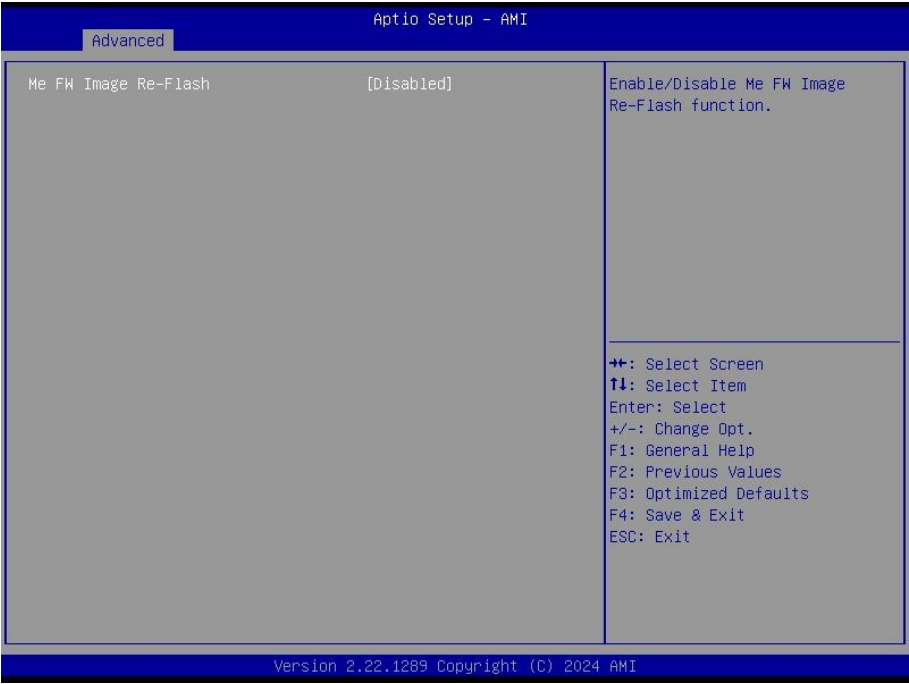 Aptio Setup – AMI
Advanced
Me FW Image Re-Flash [Disabled]
Enable/Disable Me FW Image
Re-Flash function.
→←: Select Screen
↑↓: Select Item
Enter: Select
+/-: Change Opt.
F1: General Help
F2: Previous Values
F3: Optimized Defaults
F4: Save & Exit
ESC: Exit
Version 2.22.1289 Copyright (C) 2024 AMI